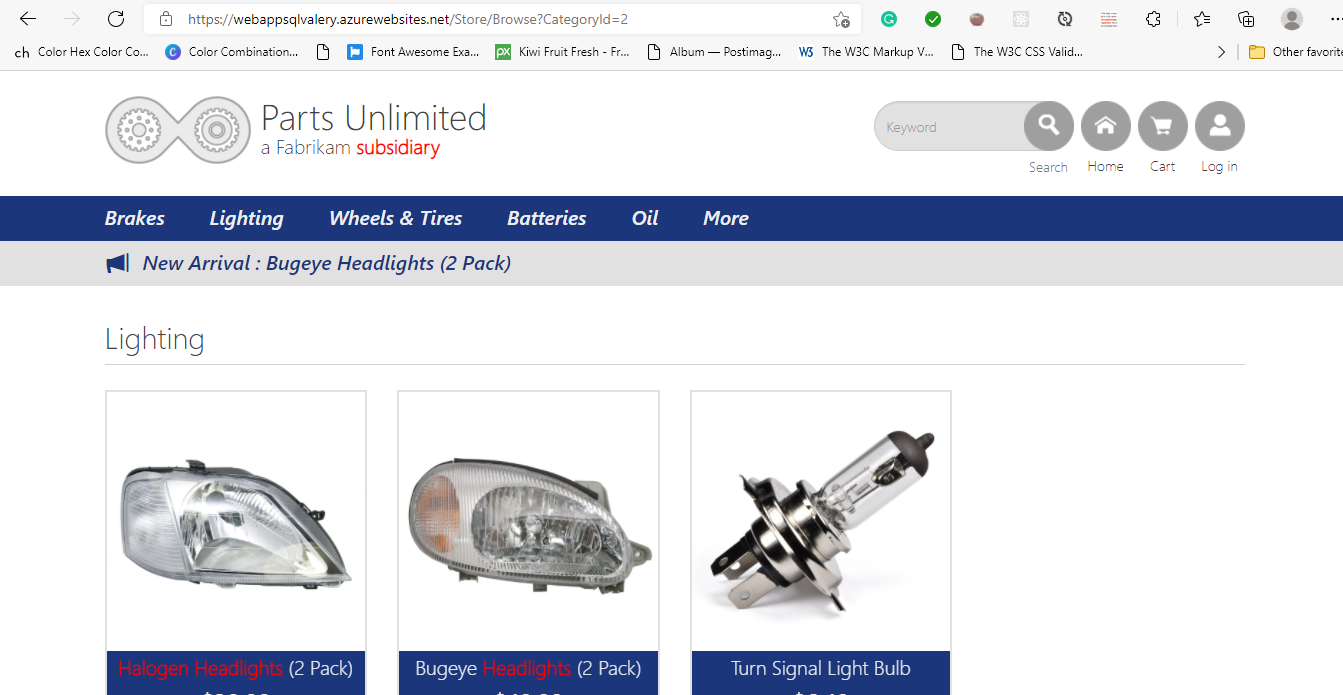 https://webappsqlvalery.azurewebsites.net/Store/Browse?CategoryId=2
ch Color Hex Color Co... C Color Combination... Font Awesome Exa... px Kiwi Fruit Fresh - Fr... Album — Postimag... W3 The W3C Markup V... The W3C CSS Valid... Other favorite
Parts Unlimited
a Fabrikam subsidiary
Keyword
Search Home Cart Log in
Brakes Lighting Wheels & Tires Batteries Oil More
New Arrival : Bugeye Headlights (2 Pack)
Lighting
Halogen Headlights (2 Pack) Bugeye Headlights (2 Pack) Turn Signal Light Bulb